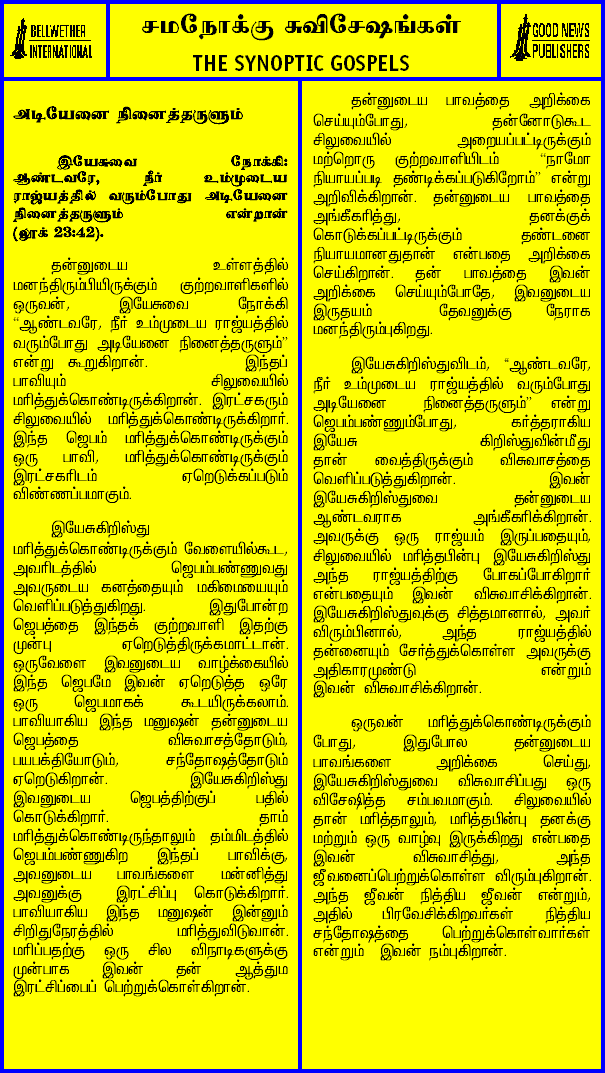 BELLWETHER
INTERNATIONAL
சமநோக்கு சுவிசேஷங்கள்
THE SYNOPTIC GOSPELS
GOOD NEWS
PUBLISHERS
அடியேனை நினைத்தருளும்
இயேசுவை நோக்கி:
ஆண்டவரே, நீர் உம்முடைய
ராஜ்யத்தில் வரும்போது அடியேனை
நினைத்தருளும் என்றான்
(லூக் 23:42).
தன்னுடைய உள்ளத்தில்
மனந்திரும்பியிருக்கும் குற்றவாளிகளில்
ஒருவன், இயேசுவை நோக்கி
“ஆண்டவரே, நீர் உம்முடைய ராஜ்யத்தில்
வரும்போது அடியேனை நினைத்தருளும்”
என்று கூறுகிறான். இந்தப்
பாவியும் சிலுவையில்
மரித்துக்கொண்டிருக்கிறான். இரட்சகரும்
சிலுவையில் மரித்துக்கொண்டிருக்கிறார்.
இந்த ஜெபம் மரித்துக்கொண்டிருக்கும்
ஒரு பாவி, மரித்துக்கொண்டிருக்கும்
இரட்சகரிடம் ஏறெடுக்கப்படும்
விண்ணப்பமாகும்.
இயேசுகிறிஸ்து
மரித்துக்கொண்டிருக்கும் வேளையில்கூட,
அவரிடத்தில் ஜெபம்பண்ணுவது
அவருடைய கனத்தையும் மகிமையையும்
வெளிப்படுத்துகிறது. இதுபோன்ற
ஜெபத்தை இந்தக் குற்றவாளி இதற்கு
முன்பு ஏறெடுத்திருக்கமாட்டான்.
ஒருவேளை இவனுடைய வாழ்க்கையில்
இந்த ஜெபமே இவன் ஏறெடுத்த ஒரே
ஒரு ஜெபமாகக் கூடயிருக்கலாம்.
பாவியாகிய இந்த மனுஷன் தன்னுடைய
ஜெபத்தை விசுவாசத்தோடும்,
பயபக்தியோடும், சந்தோஷத்தோடும்
ஏறெடுகிறான். இயேசுகிறிஸ்து
இவனுடைய ஜெபத்திற்குப் பதில்
கொடுக்கிறார். தாம்
மரித்துக்கொண்டிருந்தாலும் தம்மிடத்தில்
ஜெபம்பண்ணுகிற இந்தப் பாவிக்கு,
அவனுடைய பாவங்களை மன்னித்து
அவனுக்கு இரட்சிப்பு கொடுக்கிறார்.
பாவியாகிய இந்த மனுஷன் இன்னும்
சிறிதுநேரத்தில் மரித்துவிடுவான்.
மரிப்பதற்கு ஒரு சில விநாடிகளுக்கு
முன்பாக இவன் தன் ஆத்தும
இரட்சிப்பைப் பெற்றுக்கொள்கிறான்.
தன்னுடைய பாவத்தை அறிக்கை
செய்யும்போது, தன்னோடுகூட
சிலுவையில் அறையப்பட்டிருக்கும்
மற்றொரு குற்றவாளியிடம் “நாமோ
நியாயப்படி தண்டிக்கப்படுகிறோம்” என்று
அறிவிக்கிறான். தன்னுடைய பாவத்தை
அங்கீகரித்து, தனக்குக்
கொடுக்கப்பட்டிருக்கும் தண்டனை
நியாயமானதுதான் என்பதை அறிக்கை
செய்கிறான். தன் பாவத்தை இவன்
அறிக்கை செய்யும்போதே, இவனுடைய
இருதயம் தேவனுக்கு நேராக
மனந்திரும்புகிறது.
இயேசுகிறிஸ்துவிடம், “ஆண்டவரே,
நீர் உம்முடைய ராஜ்யத்தில் வரும்போது
அடியேனை நினைத்தருளும்” என்று
ஜெபம்பண்ணும்போது, கர்த்தராகிய
இயேசு கிறிஸ்துவின்மீது
தான் வைத்திருக்கும் விசுவாசத்தை
வெளிப்படுத்துகிறான். இவன்
இயேசுகிறிஸ்துவை தன்னுடைய
ஆண்டவராக அங்கீகரிக்கிறான்.
அவருக்கு ஒரு ராஜ்யம் இருப்பதையும்,
சிலுவையில் மரித்தபின்பு இயேசுகிறிஸ்து
அந்த ராஜ்யத்திற்கு போகப்போகிறார்
என்பதையும் இவன் விசுவாசிக்கிறான்.
இயேசுகிறிஸ்துவுக்கு சித்தமானால், அவர்
விரும்பினால், அந்த ராஜ்யத்தில்
தன்னையும் சேர்த்துக்கொள்ள அவருக்கு
அதிகாரமுண்டு என்றும்
இவன் விசுவாசிக்கிறான்.
ஒருவன் மரித்துக்கொண்டிருக்கும்
போது, இதுபோல தன்னுடைய
பாவங்களை அறிக்கை செய்து,
இயேசுகிறிஸ்துவை விசுவாசிப்பது ஒரு
விசேஷித்த சம்பவமாகும். சிலுவையில்
தான் மரித்தாலும், மரித்தபின்பு தனக்கு
மற்றும் ஒரு வாழ்வு இருக்கிறது என்பதை
இவன் விசுவாசித்து, அந்த
ஜீவனைப்பெற்றுக்கொள்ள விரும்புகிறான்.
அந்த ஜீவன் நித்திய ஜீவன் என்றும்,
அதில் பிரவேசிக்கிறவர்கள் நித்திய
சந்தோஷத்தை பெற்றுக்கொள்வார்கள்
என்றும் இவன் நம்புகிறான்.